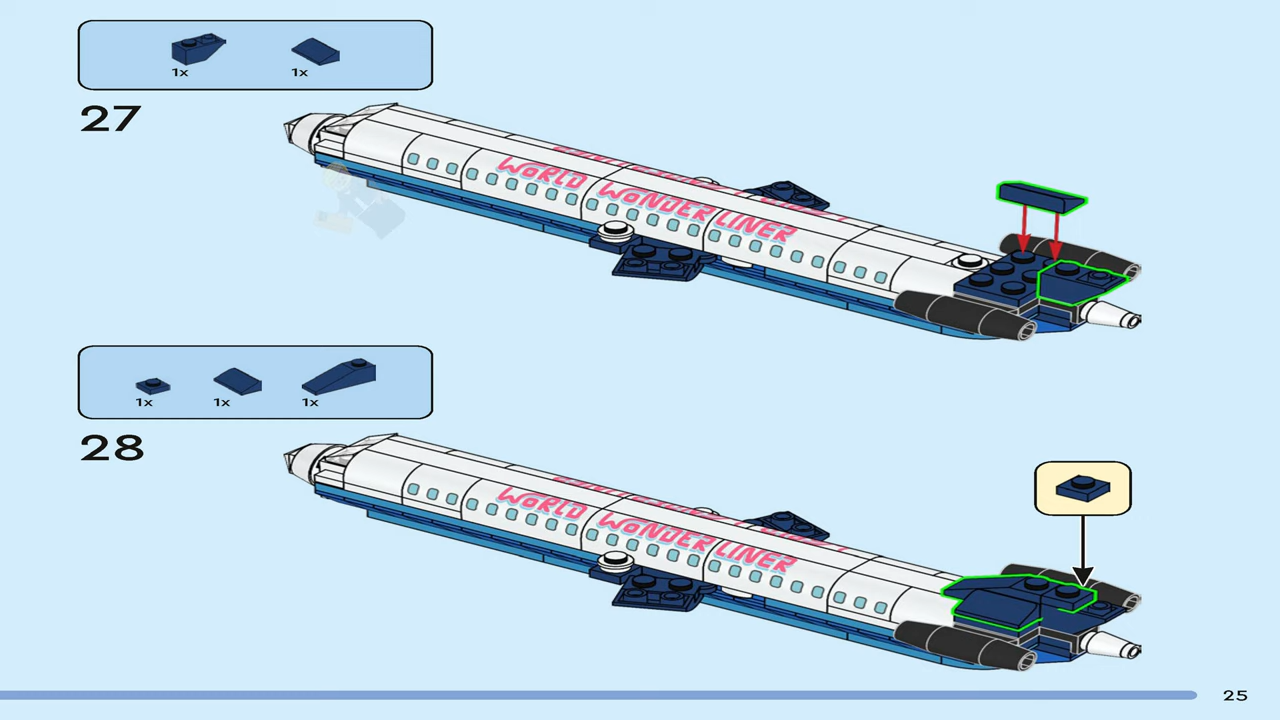 1x 1x
27
WORLD WONDER LINER
1x 1x 1x
28
WORLD WONDER LINER
25